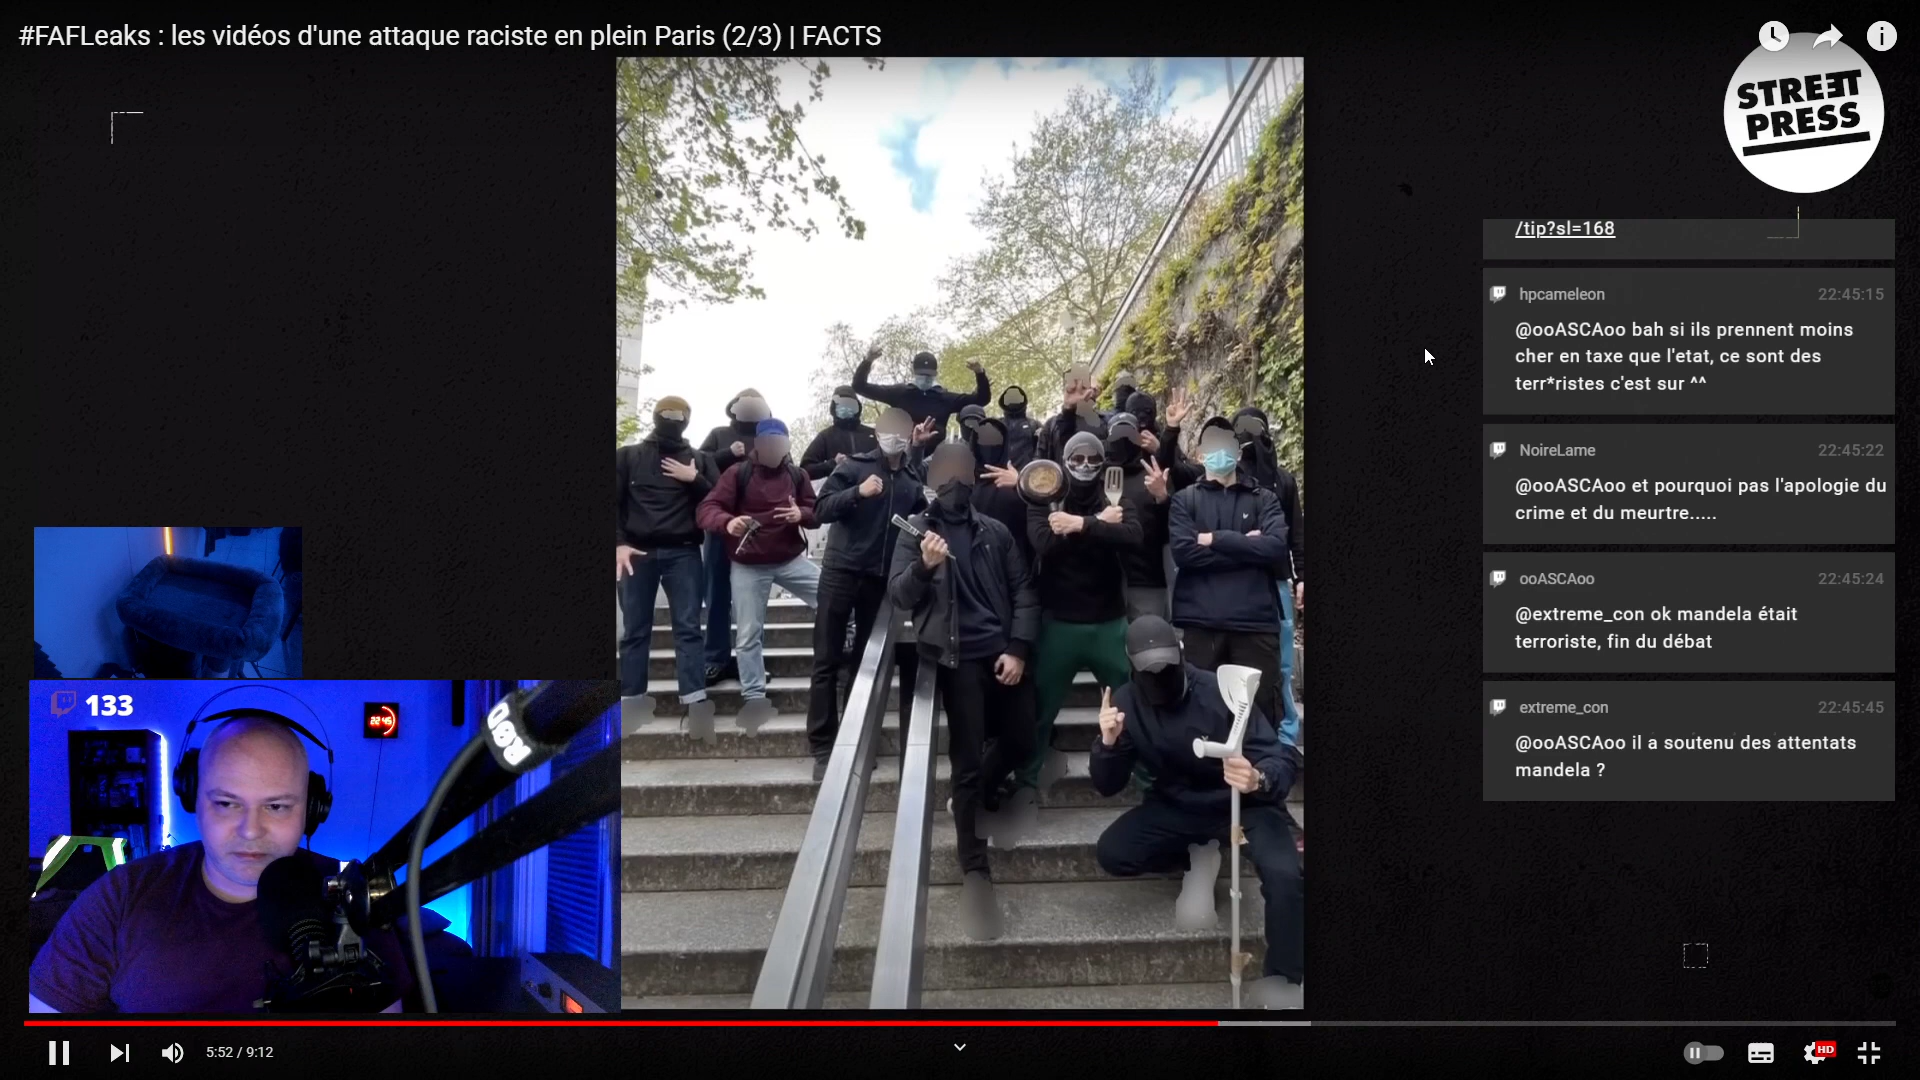 #FAFLeaks : les vidéos d'une attaque raciste en plein Paris (2/3) | FACTS
STREET
PRESS
/tip?sl=168
hpcameleon 22:45:15
@ooASCAoo bah si ils prennent moins
cher en taxe que l'etat, ce sont des
terr*ristes c'est sur ^^
NoireLame 22:45:22
@ooASCAoo et pourquoi pas l'apologie du
crime et du meurtre.....
ooASCAoo 22:45:24
@extreme_con ok mandela était
terroriste, fin du débat
extreme_con 22:45:45
@ooASCAoo il a soutenu des attentats
mandela ?
133
22:45
5:52 / 9:12
HD